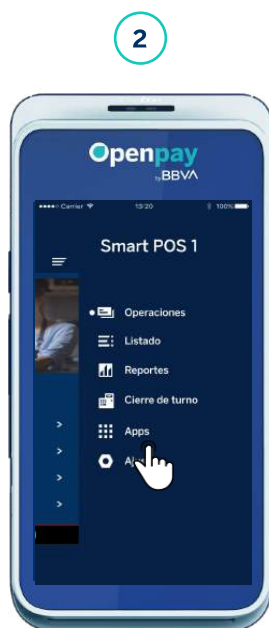 2
Openpay
by BBVA
Carrier 13:20 100%
Smart POS 1
Operaciones
Listado
Reportes
Cierre de turno
Apps